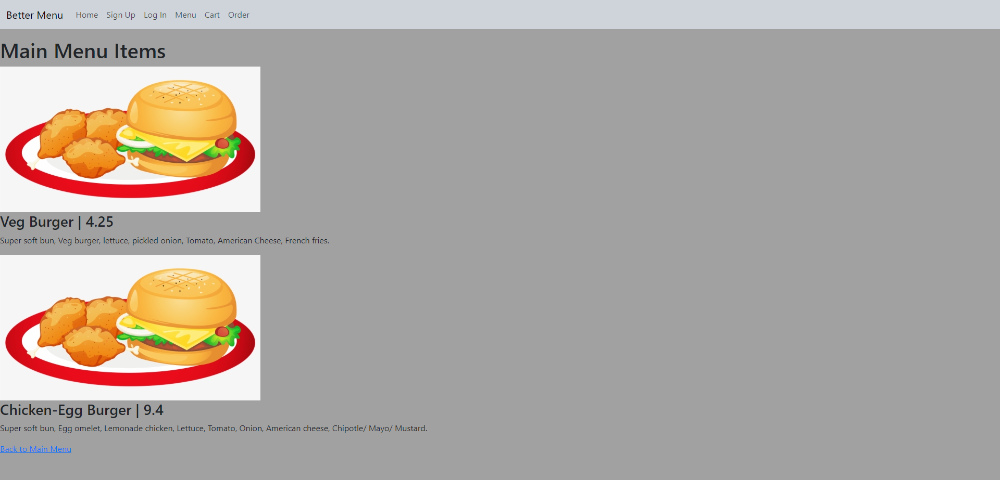 Better Menu Home Sign Up Log In Menu Cart Order
Main Menu Items
Veg Burger | 4.25
Super soft bun, Veg burger, lettuce, pickled onion, Tomato, American Cheese, French fries.
Chicken-Egg Burger | 9.4
Super soft bun, Egg omelet, Lemonade chicken, Lettuce, Tomato, Onion, American cheese, Chipotle/ Mayo/ Mustard.
Back to Main Menu